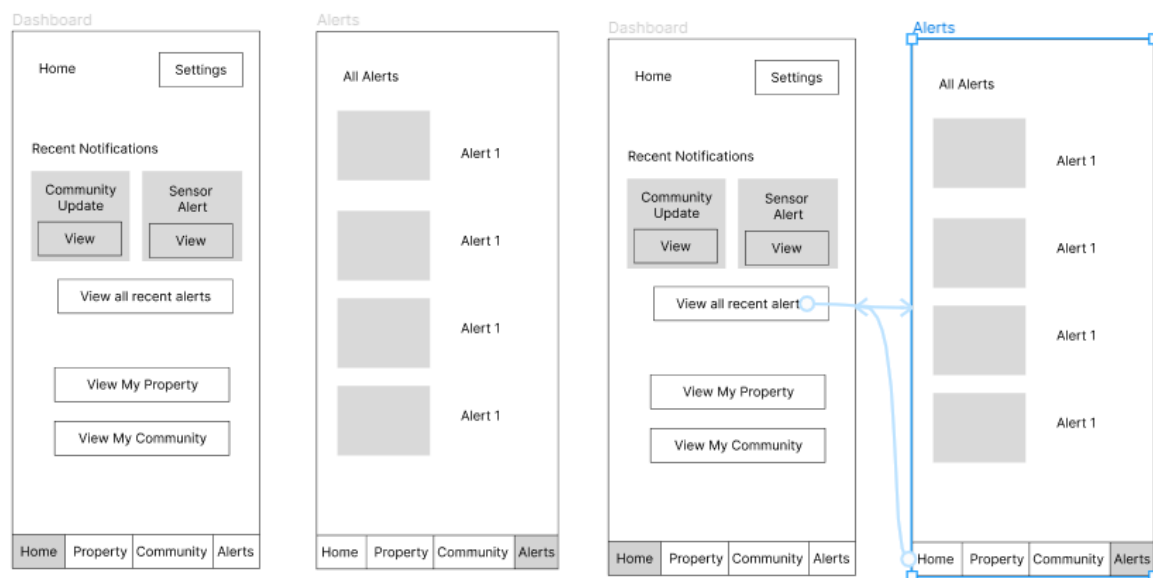 Dashboard
Home
Settings
Recent Notifications
Community
Update
View
Sensor
Alert
View
View all recent alerts
View My Property
View My Community
Home Property Community Alerts
Alerts
All Alerts
Alert 1
Alert 1
Alert 1
Alert 1
Home Property Community Alerts
Dashboard
Home
Settings
Recent Notifications
Community
Update
View
Sensor
Alert
View
View all recent alert
View My Property
View My Community
Home Property Community Alerts
Alerts
All Alerts
Alert 1
Alert 1
Alert 1
Alert 1
Home Property Community Alerts